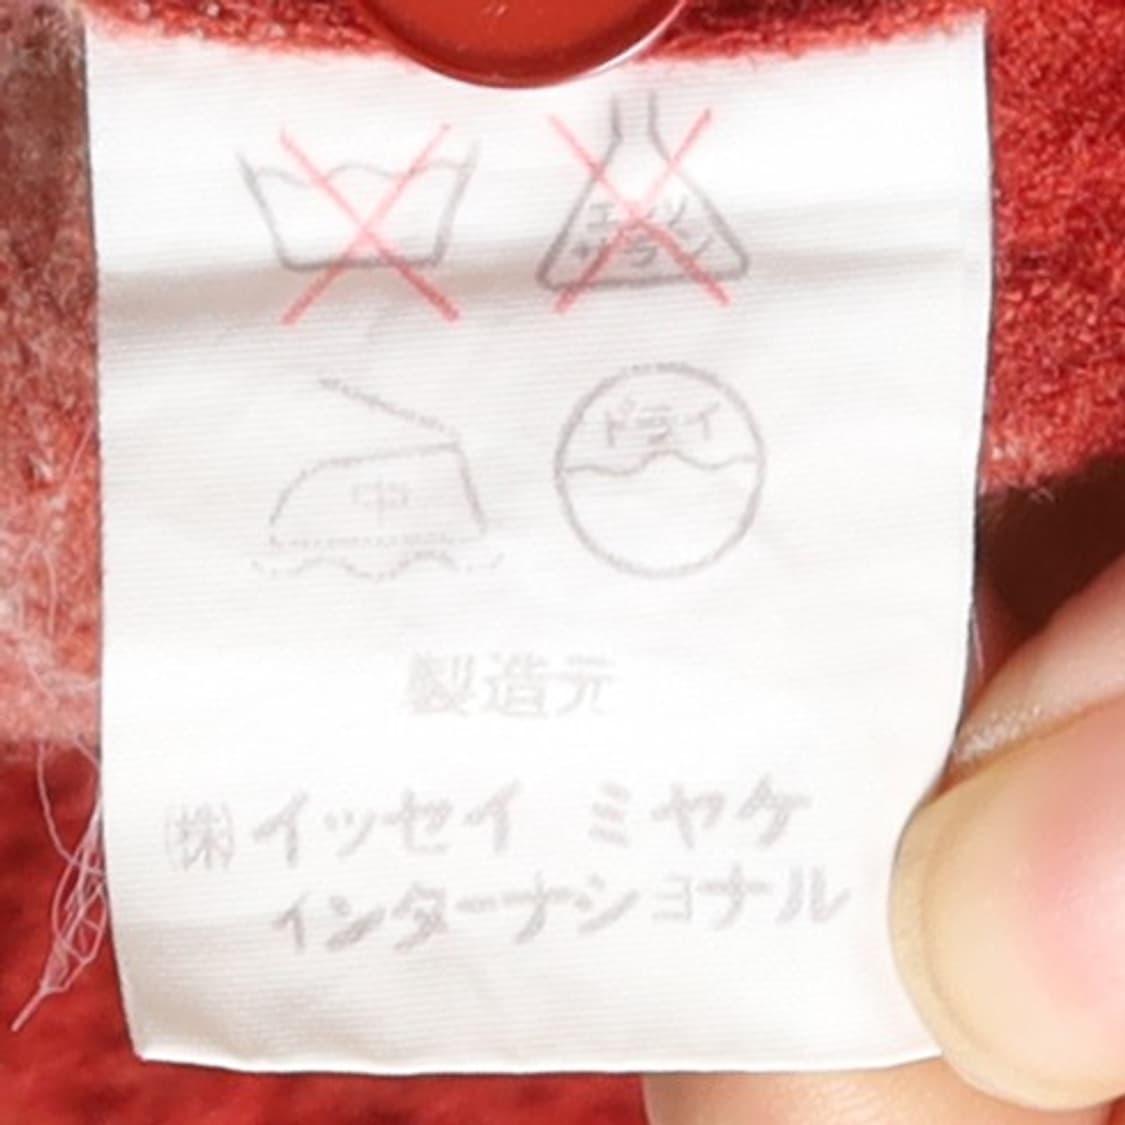 エンソ
サラシ
ドライ
中
製造元
㈱イッセイ ミヤケ
インターナショナル